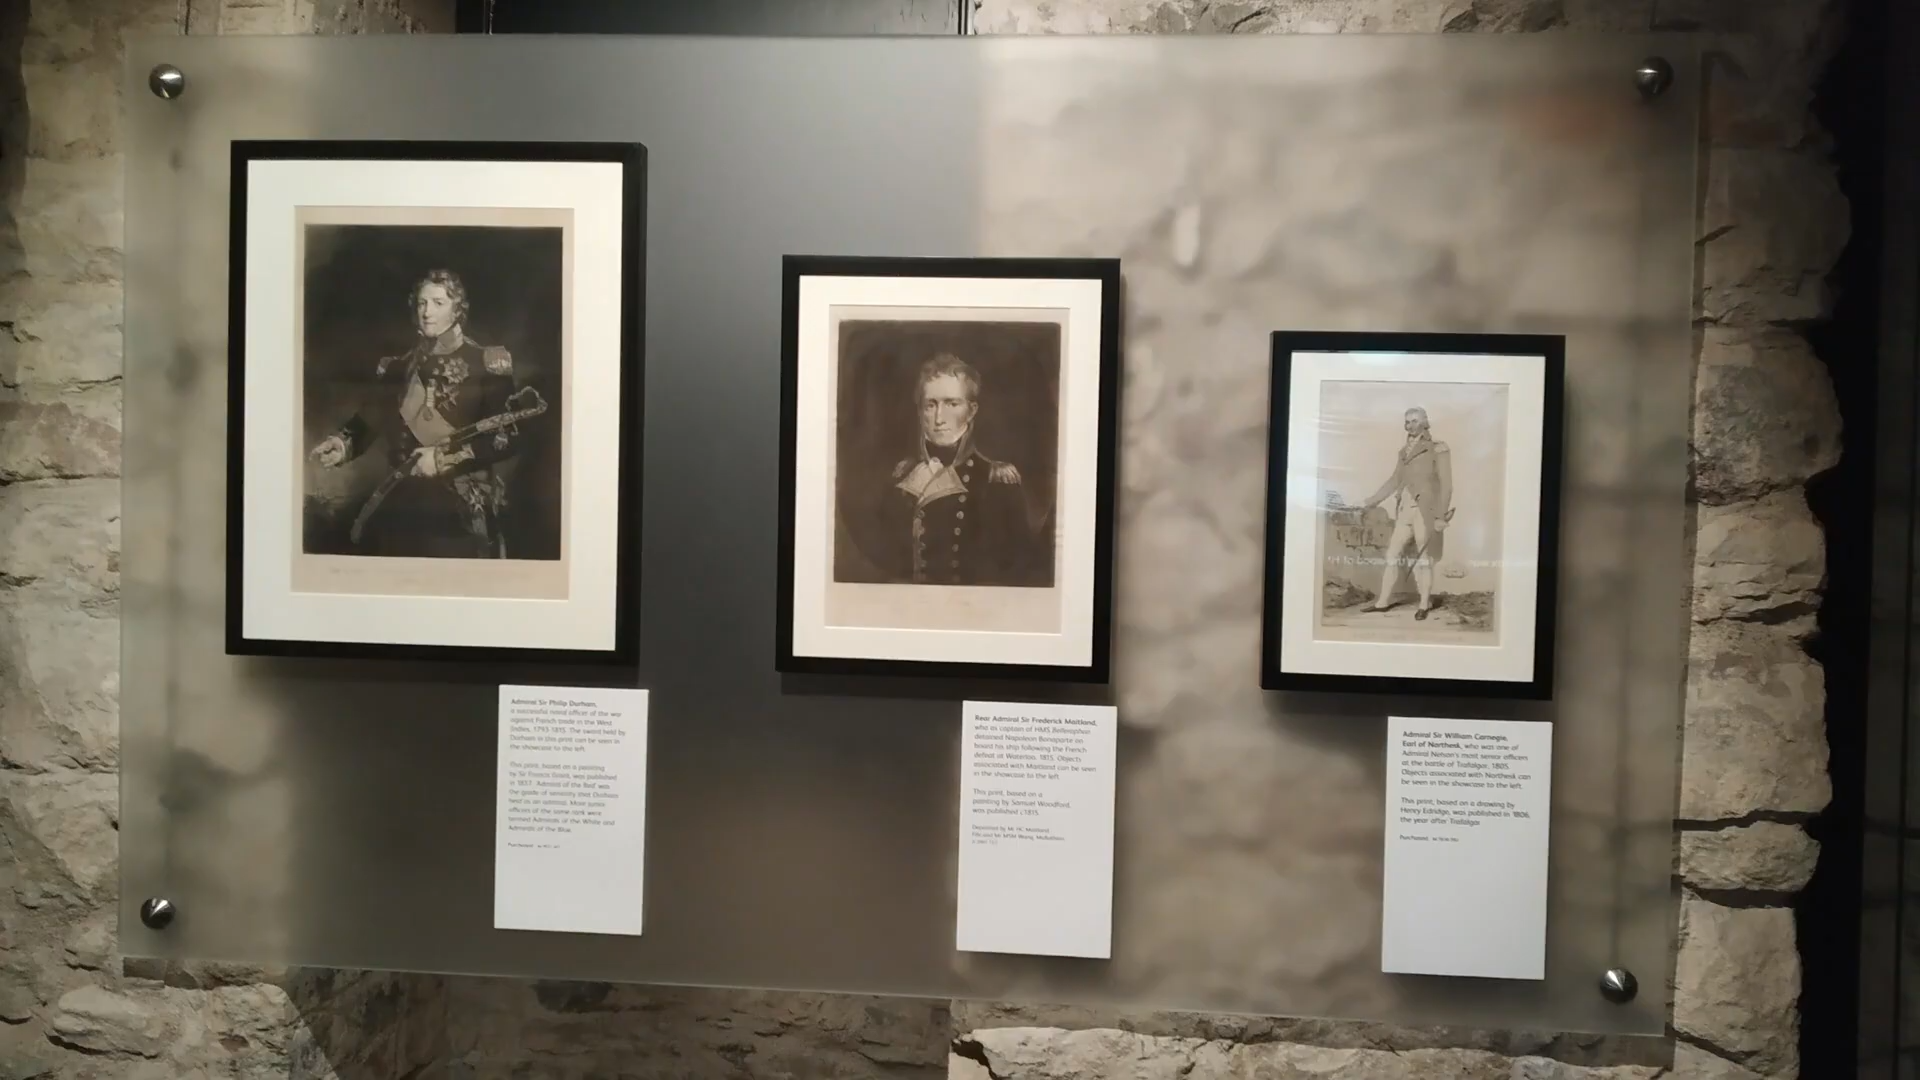 Admiral Sir Philip Durham,
a successful naval officer of the war
against French trade in the West
Indies, 1793-1815. The sword held by
Durham in this print can be seen in
the showcase to the left.
This print, based on a painting
by Sir Francis Grant, was published
in 1837. 'Admiral of the Red' was
the grade of seniority that Durham
held as an admiral. More junior
officers of the same rank were
termed Admirals of the White and
Admirals of the Blue.
Purchased
Rear Admiral Sir Frederick Maitland,
who as captain of HMS Bellerophon
detained Napoleon Bonaparte on
board his ship following the French
defeat at Waterloo, 1815. Objects
associated with Maitland can be seen
in the showcase to the left.
This print, based on a
painting by Samuel Woodford,
was published c1815.
Deposited by Mr HC Maitland
Admiral Sir William Carnegie,
Earl of Northesk, who was one of
Admiral Nelson's most senior officers
at the battle of Trafalgar, 1805.
Objects associated with Northesk can
be seen in the showcase to the left.
This print, based on a drawing by
Henry Edridge, was published in 1806,
the year after Trafalgar.
Purchased